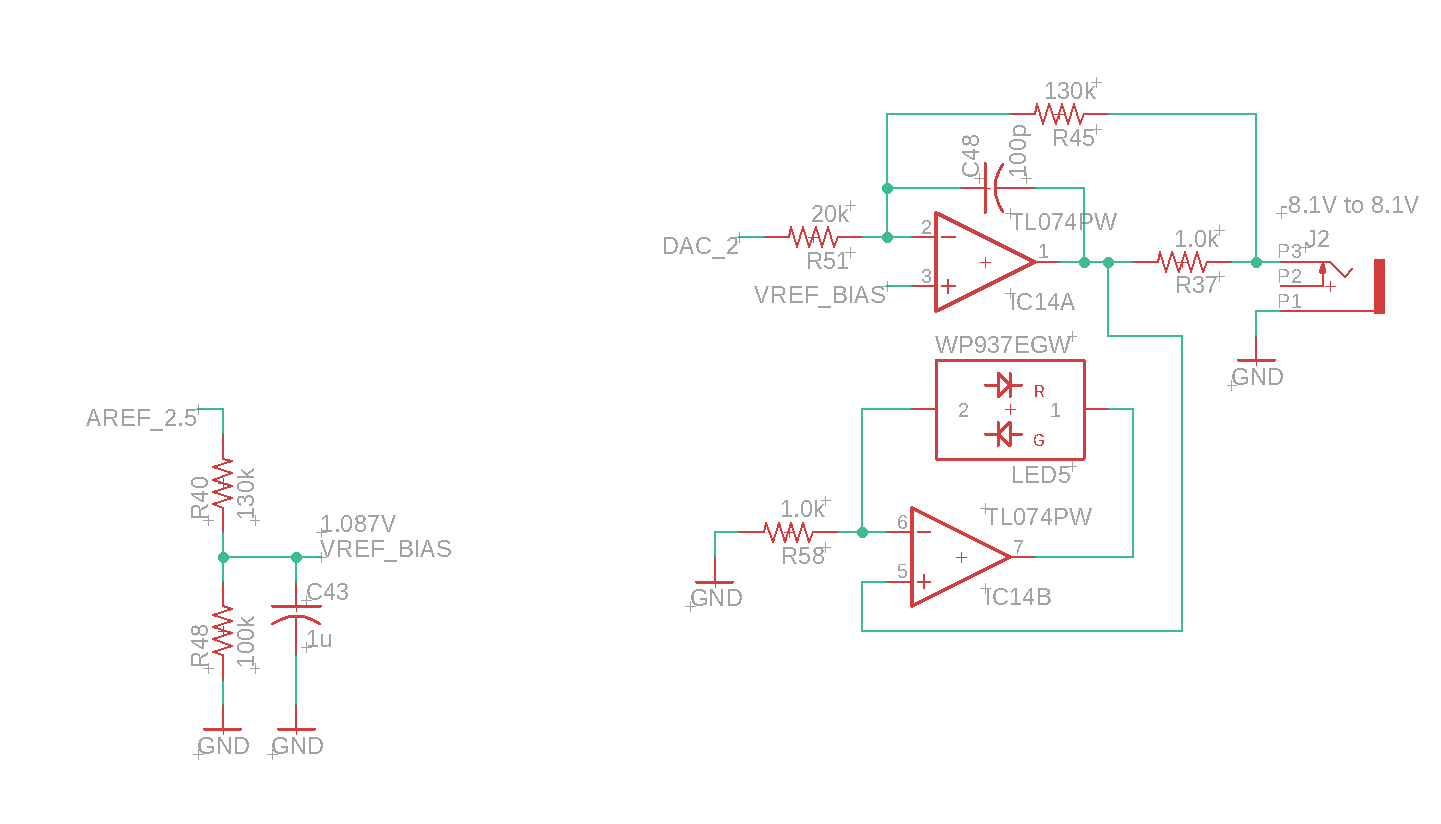 130k
R45
C48
100p
20k
R51
DAC_2
2
3
VREF_BIAS
TL074PW
1
IC14A
1.0k
R37
-8.1V to 8.1V
J2
P3
P2
P1
GND
WP937EGW
R
2
1
G
LED5
1.0k
R58
GND
6
5
TL074PW
7
IC14B
AREF_2.5
R40
130k
1.087V
VREF_BIAS
C43
1u
R48
100k
GND
GND